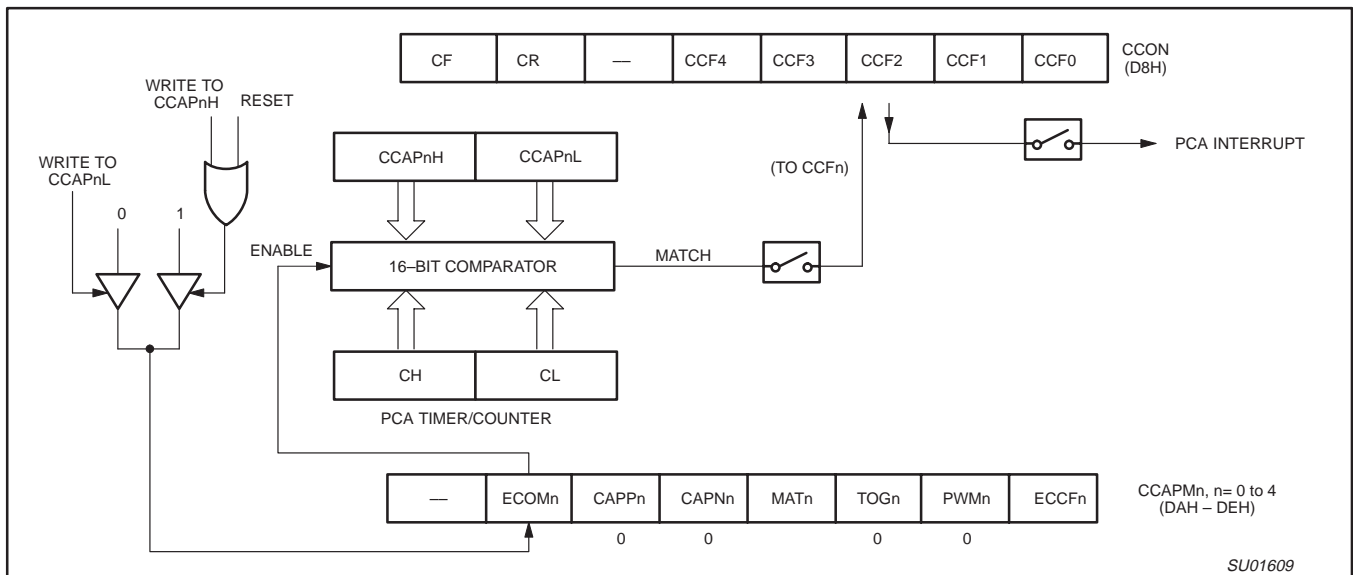 CF CR — CCF4 CCF3 CCF2 CCF1 CCF0
CCON
(D8H)
WRITE TO
CCAPnH RESET
PCA INTERRUPT
CCAPnH CCAPnL
WRITE TO
CCAPnL
(TO CCFn)
0 1
ENABLE
16–BIT COMPARATOR
MATCH
CH CL
PCA TIMER/COUNTER
— ECOMn CAPPn CAPNn MATn TOGn PWMn ECCFn
CCAPMn, n= 0 to 4
(DAH – DEH)
0 0 0 0
SU01609